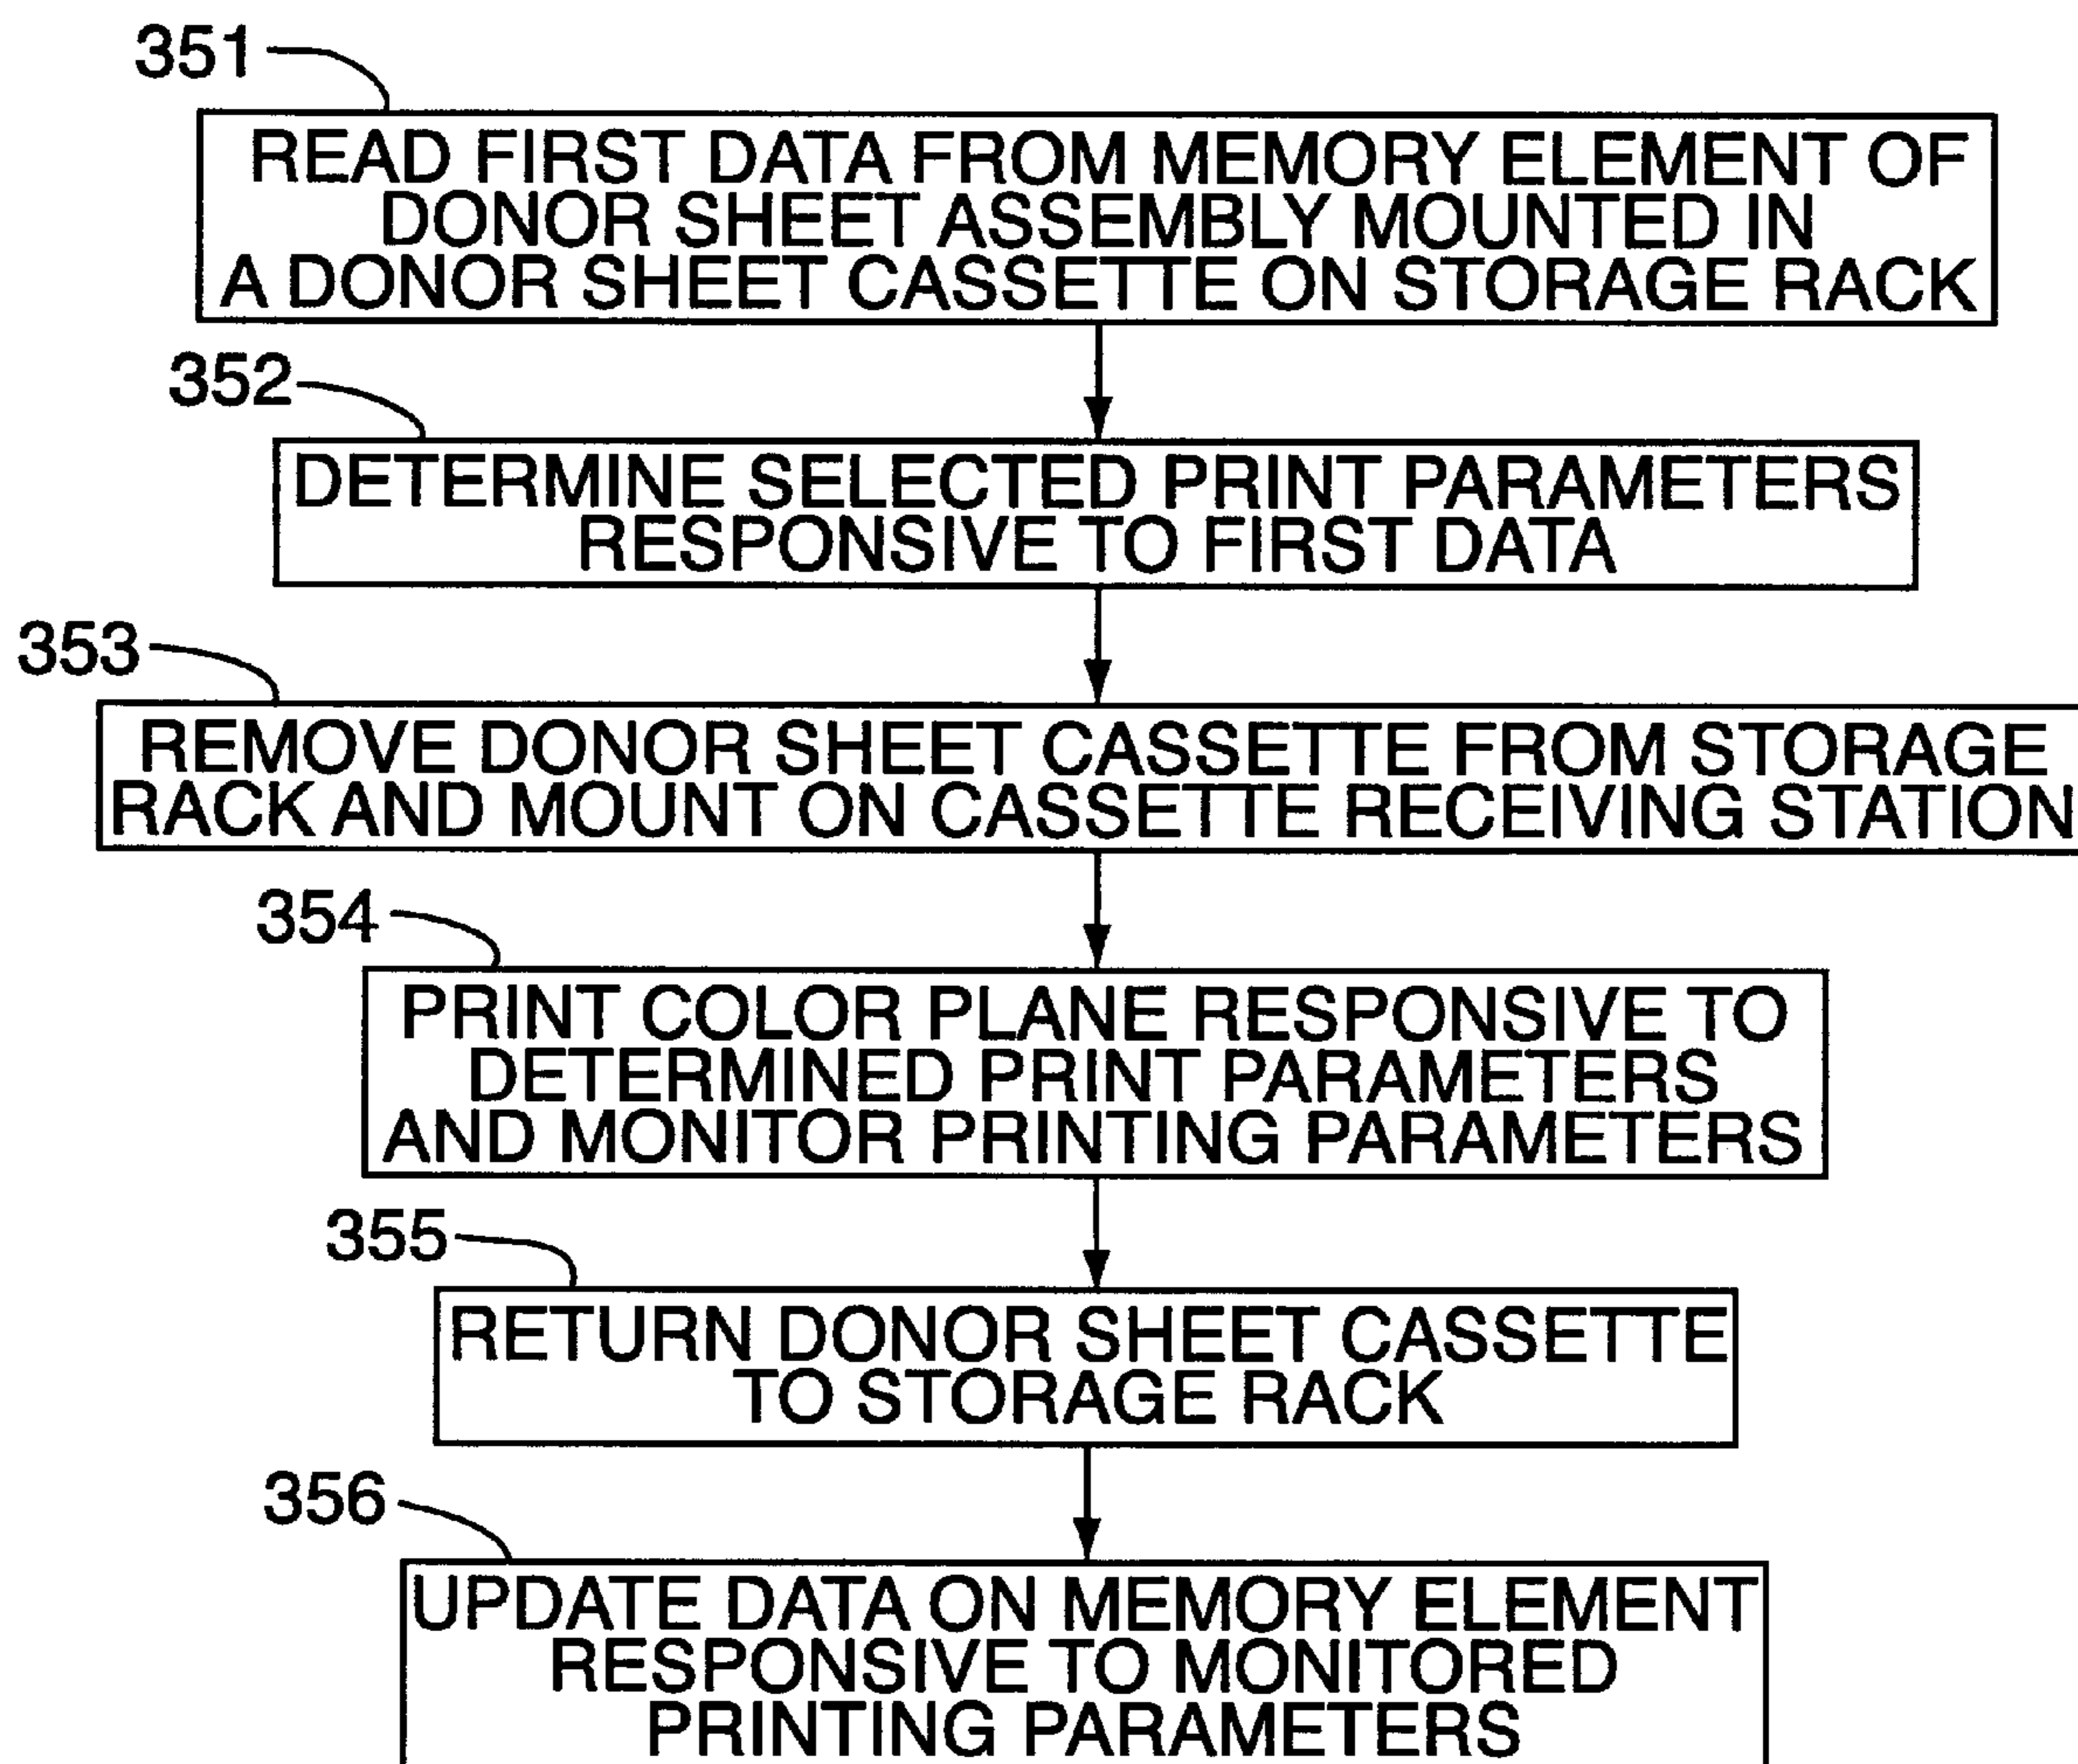 351
READ FIRST DATA FROM MEMORY ELEMENT OF
DONOR SHEET ASSEMBLY MOUNTED IN
A DONOR SHEET CASSETTE ON STORAGE RACK
352
DETERMINE SELECTED PRINT PARAMETERS
RESPONSIVE TO FIRST DATA
353
REMOVE DONOR SHEET CASSETTE FROM STORAGE
RACK AND MOUNT ON CASSETTE RECEIVING STATION
354
PRINT COLOR PLANE RESPONSIVE TO
DETERMINED PRINT PARAMETERS
AND MONITOR PRINTING PARAMETERS
355
RETURN DONOR SHEET CASSETTE
TO STORAGE RACK
356
UPDATE DATA ON MEMORY ELEMENT
RESPONSIVE TO MONITORED
PRINTING PARAMETERS